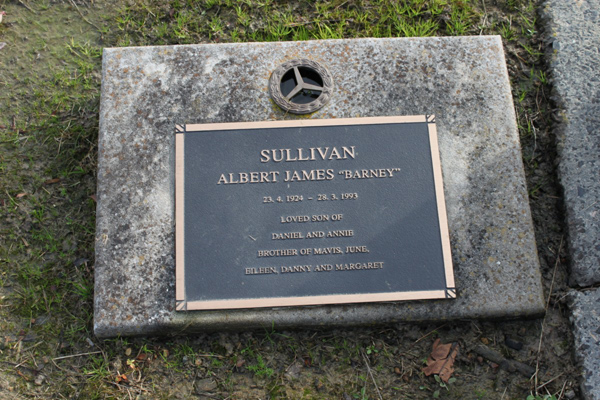 SULLIVAN
ALBERT JAMES “BARNEY”
23. 4. 1924 – 28. 3. 1993
LOVED SON OF
DANIEL AND ANNIE
BROTHER OF MAVIS, JUNE,
EILEEN, DANNY AND MARGARET